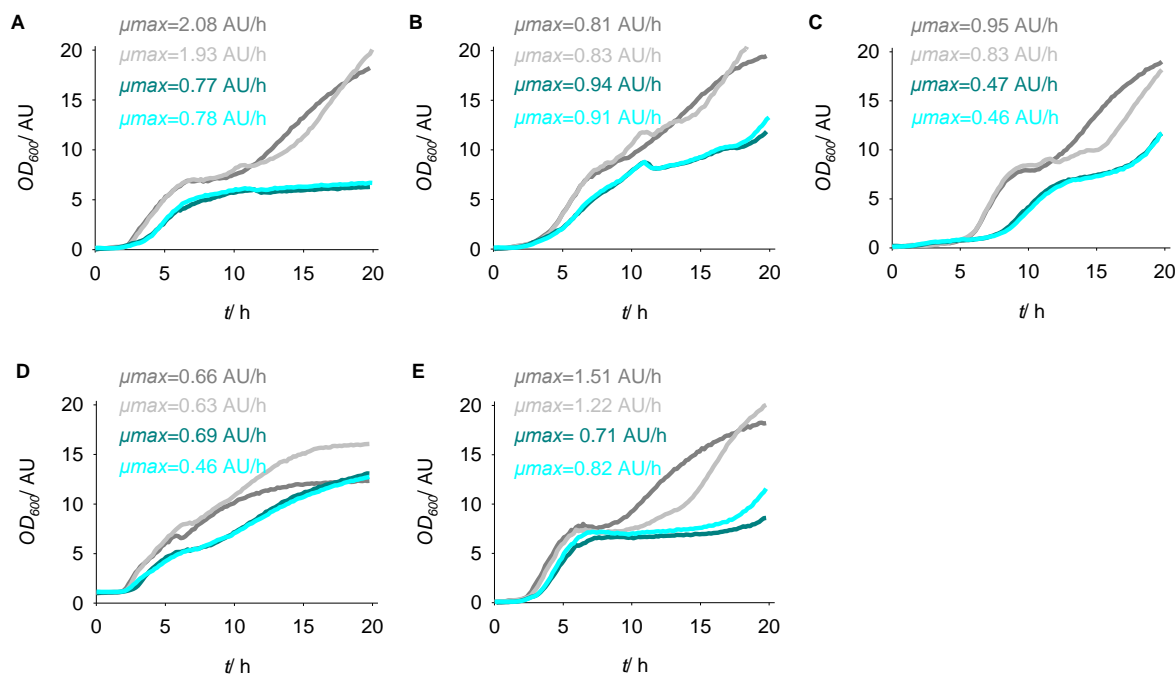 A
µmax=2.08 AU/h
µmax=1.93 AU/h
µmax=0.77 AU/h
µmax=0.78 AU/h
OD600/ AU
20
15
10
5
0
0 5 10 15 20
t/ h
B
µmax=0.81 AU/h
µmax=0.83 AU/h
µmax=0.94 AU/h
µmax=0.91 AU/h
OD600/ AU
20
15
10
5
0
0 5 10 15 20
t/ h
C
µmax=0.95 AU/h
µmax=0.83 AU/h
µmax=0.47 AU/h
µmax=0.46 AU/h
OD600/ AU
20
15
10
5
0
0 5 10 15 20
t/ h
D
µmax=0.66 AU/h
µmax=0.63 AU/h
µmax=0.69 AU/h
µmax=0.46 AU/h
OD600/ AU
20
15
10
5
0
0 5 10 15 20
t/ h
E
µmax=1.51 AU/h
µmax=1.22 AU/h
µmax= 0.71 AU/h
µmax=0.82 AU/h
OD600/ AU
20
15
10
5
0
0 5 10 15 20
t/ h